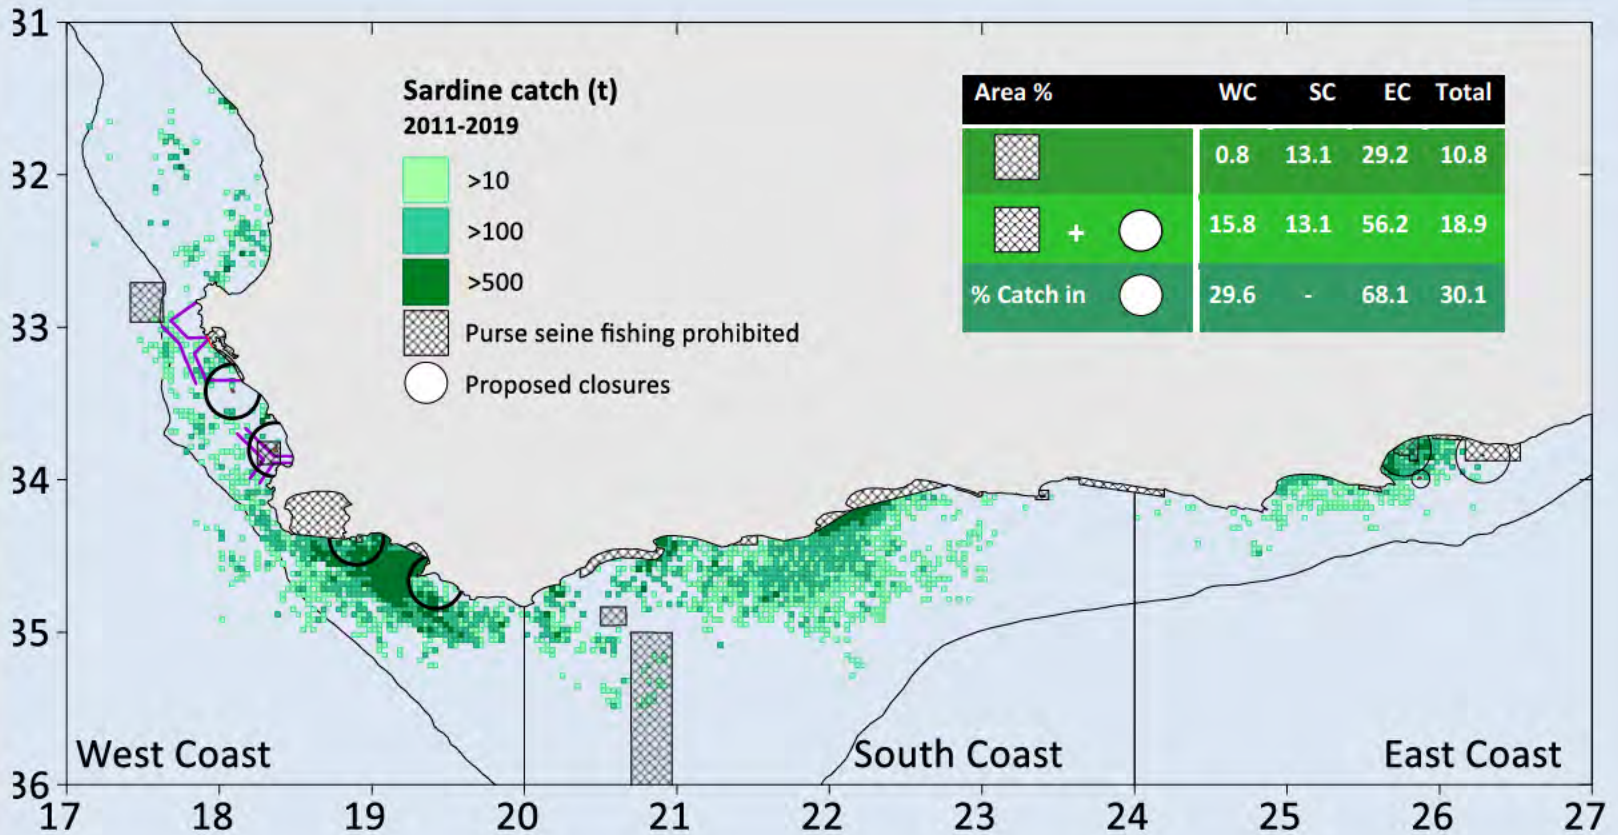 Sardine catch (t)
2011-2019
>10
>100
>500
Purse seine fishing prohibited
Proposed closures
Area % WC SC EC Total
0.8 13.1 29.2 10.8
+ 15.8 13.1 56.2 18.9
% Catch in 29.6 - 68.1 30.1
31
32
33
34
35
36
West Coast South Coast East Coast
17 18 19 20 21 22 23 24 25 26 27